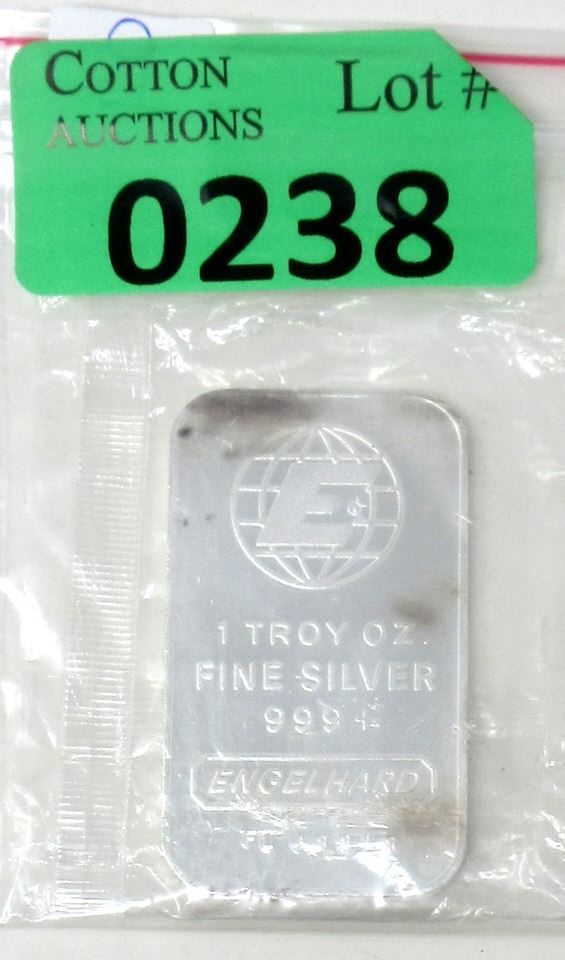 COTTON
AUCTIONS
Lot #
0238
E
1 TROY OZ.
FINE SILVER
999+
ENGELHARD